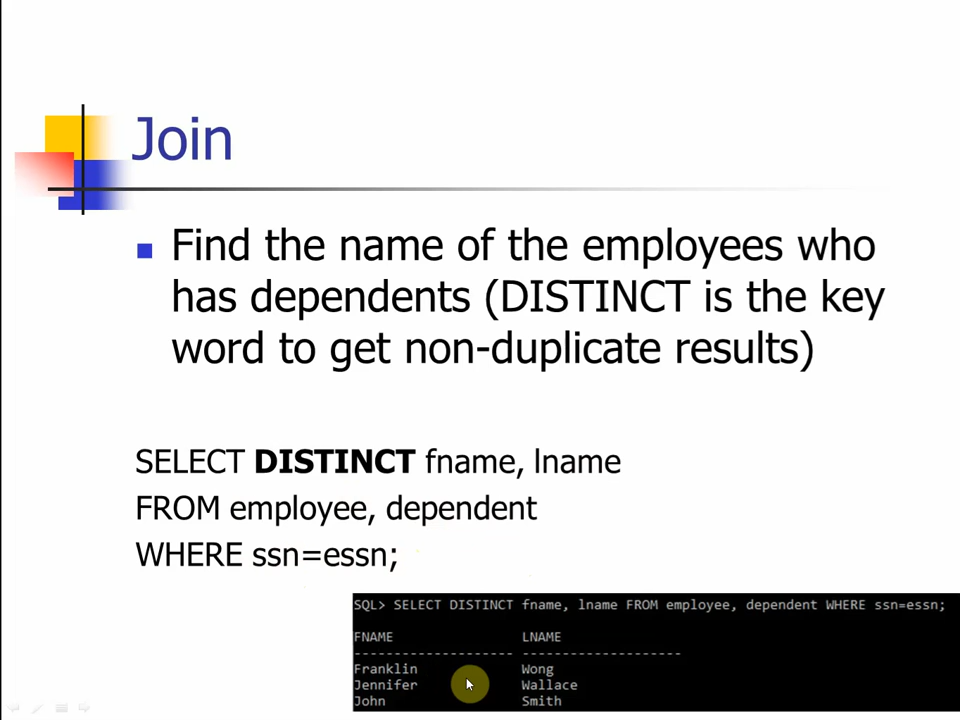 Join
Find the name of the employees who
has dependents (DISTINCT is the key
word to get non-duplicate results)
SELECT DISTINCT fname, lname
FROM employee, dependent
WHERE ssn=essn;
SQL> SELECT DISTINCT fname, lname FROM employee, dependent WHERE ssn=essn;
FNAME LNAME
-------------------- --------------------
Franklin Wong
Jennifer Wallace
John Smith